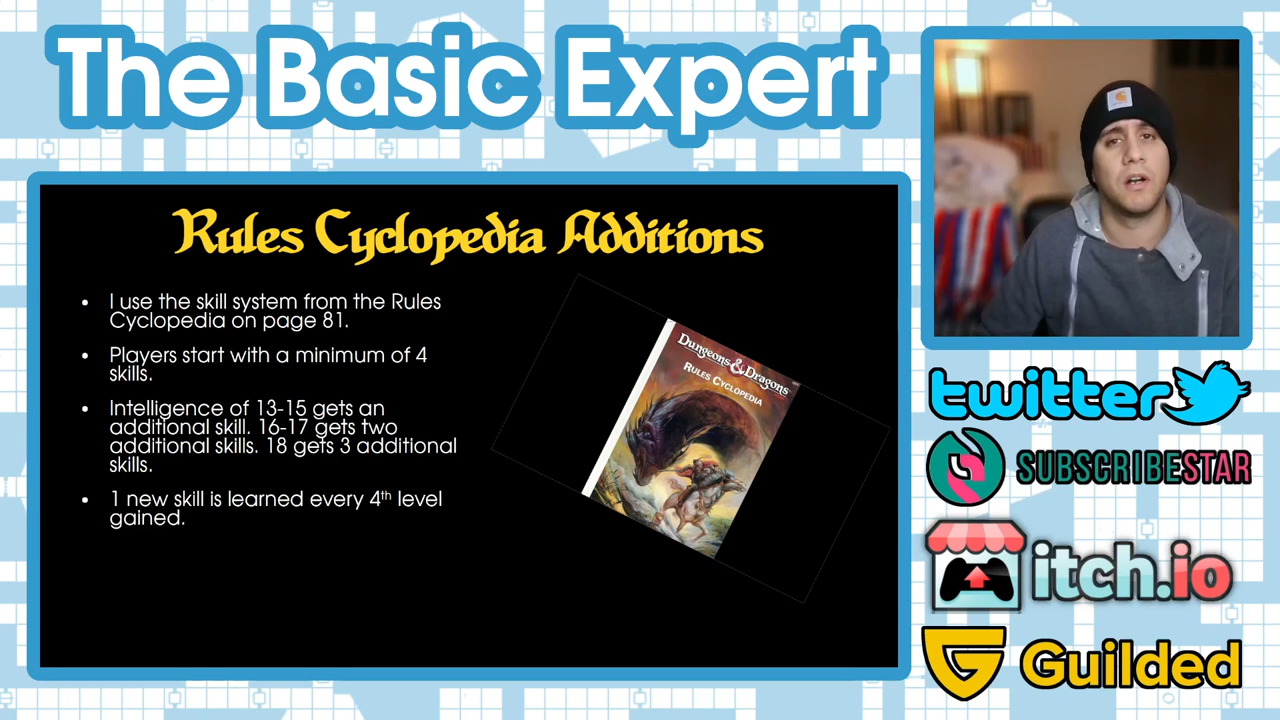 The Basic Expert
Rules Cyclopedia Additions
• I use the skill system from the Rules
Cyclopedia on page 81.
• Players start with a minimum of 4
skills.
• Intelligence of 13-15 gets an
additional skill. 16-17 gets two
additional skills. 18 gets 3 additional
skills.
• 1 new skill is learned every 4th level
gained.
Dungeons & Dragons
Rules Cyclopedia
twitter
SUBSCRIBESTAR
itch.io
Guilded